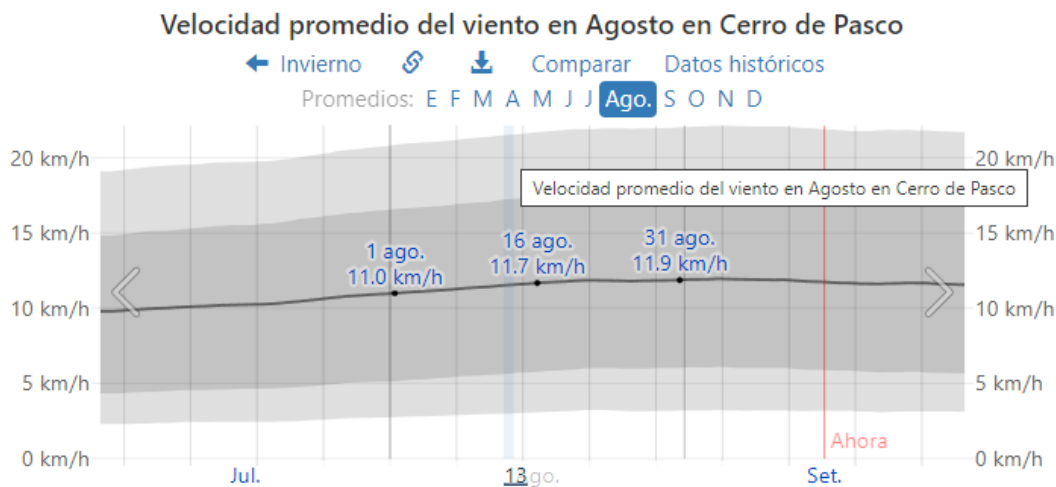 Velocidad promedio del viento en Agosto en Cerro de Pasco
Invierno Comparar Datos históricos
Promedios: E F M A M J J Ago. S O N D
20 km/h 20 km/h
Velocidad promedio del viento en Agosto en Cerro de Pasco
15 km/h 15 km/h
1 ago. 16 ago. 31 ago.
11.0 km/h 11.7 km/h 11.9 km/h
10 km/h 10 km/h
5 km/h 5 km/h
Ahora
0 km/h 0 km/h
Jul. 13 go. Set.